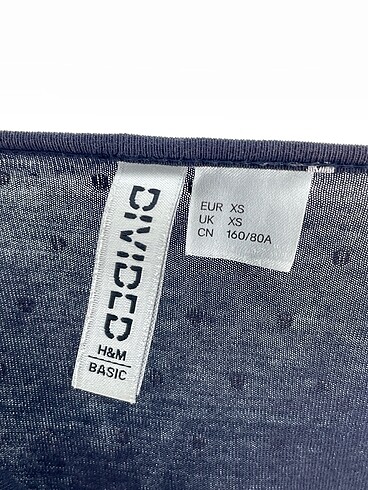 DIVIDED
H&M
BASIC
EUR XS
UK XS
CN 160/80A